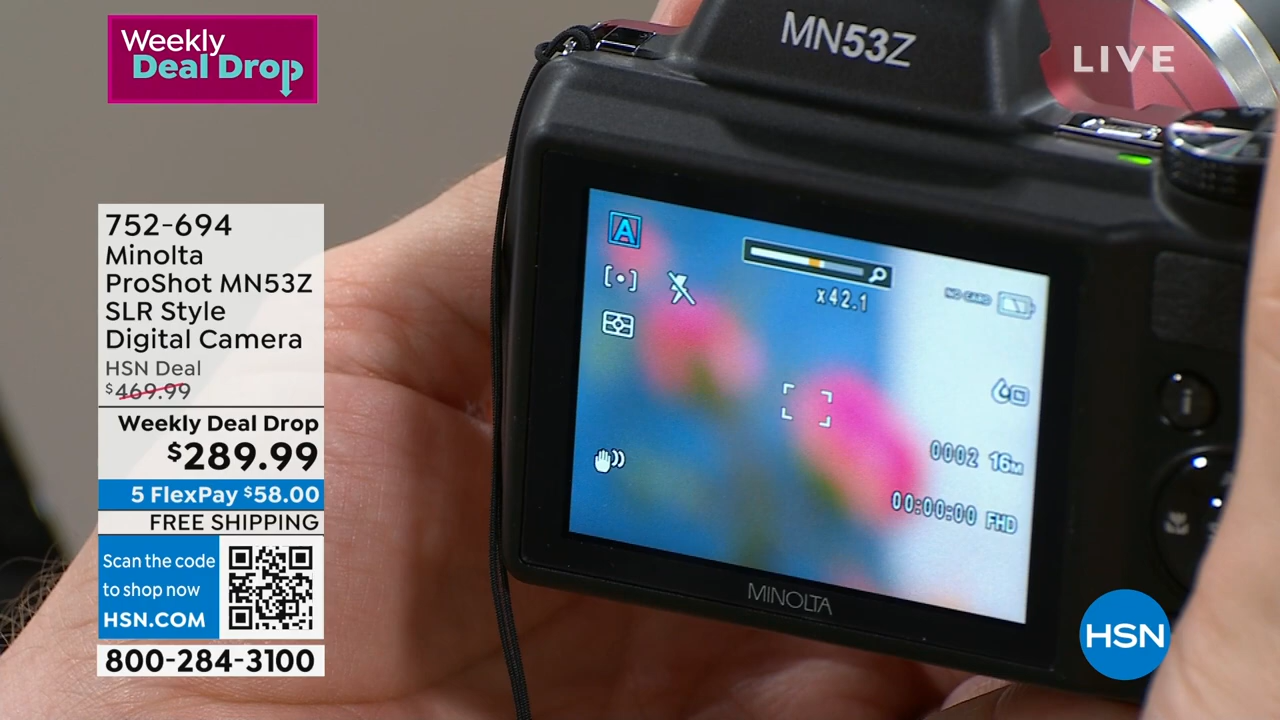 Weekly
Deal Drop
LIVE
752-694
Minolta
ProShot MN53Z
SLR Style
Digital Camera
HSN Deal
$469.99
Weekly Deal Drop
$289.99
5 FlexPay $58.00
FREE SHIPPING
Scan the code
to shop now
HSN.COM
800-284-3100
MN53Z
A
x42.1
NO CARD
0002 16M
00:00:00 FHD
MINOLTA
i
HSN